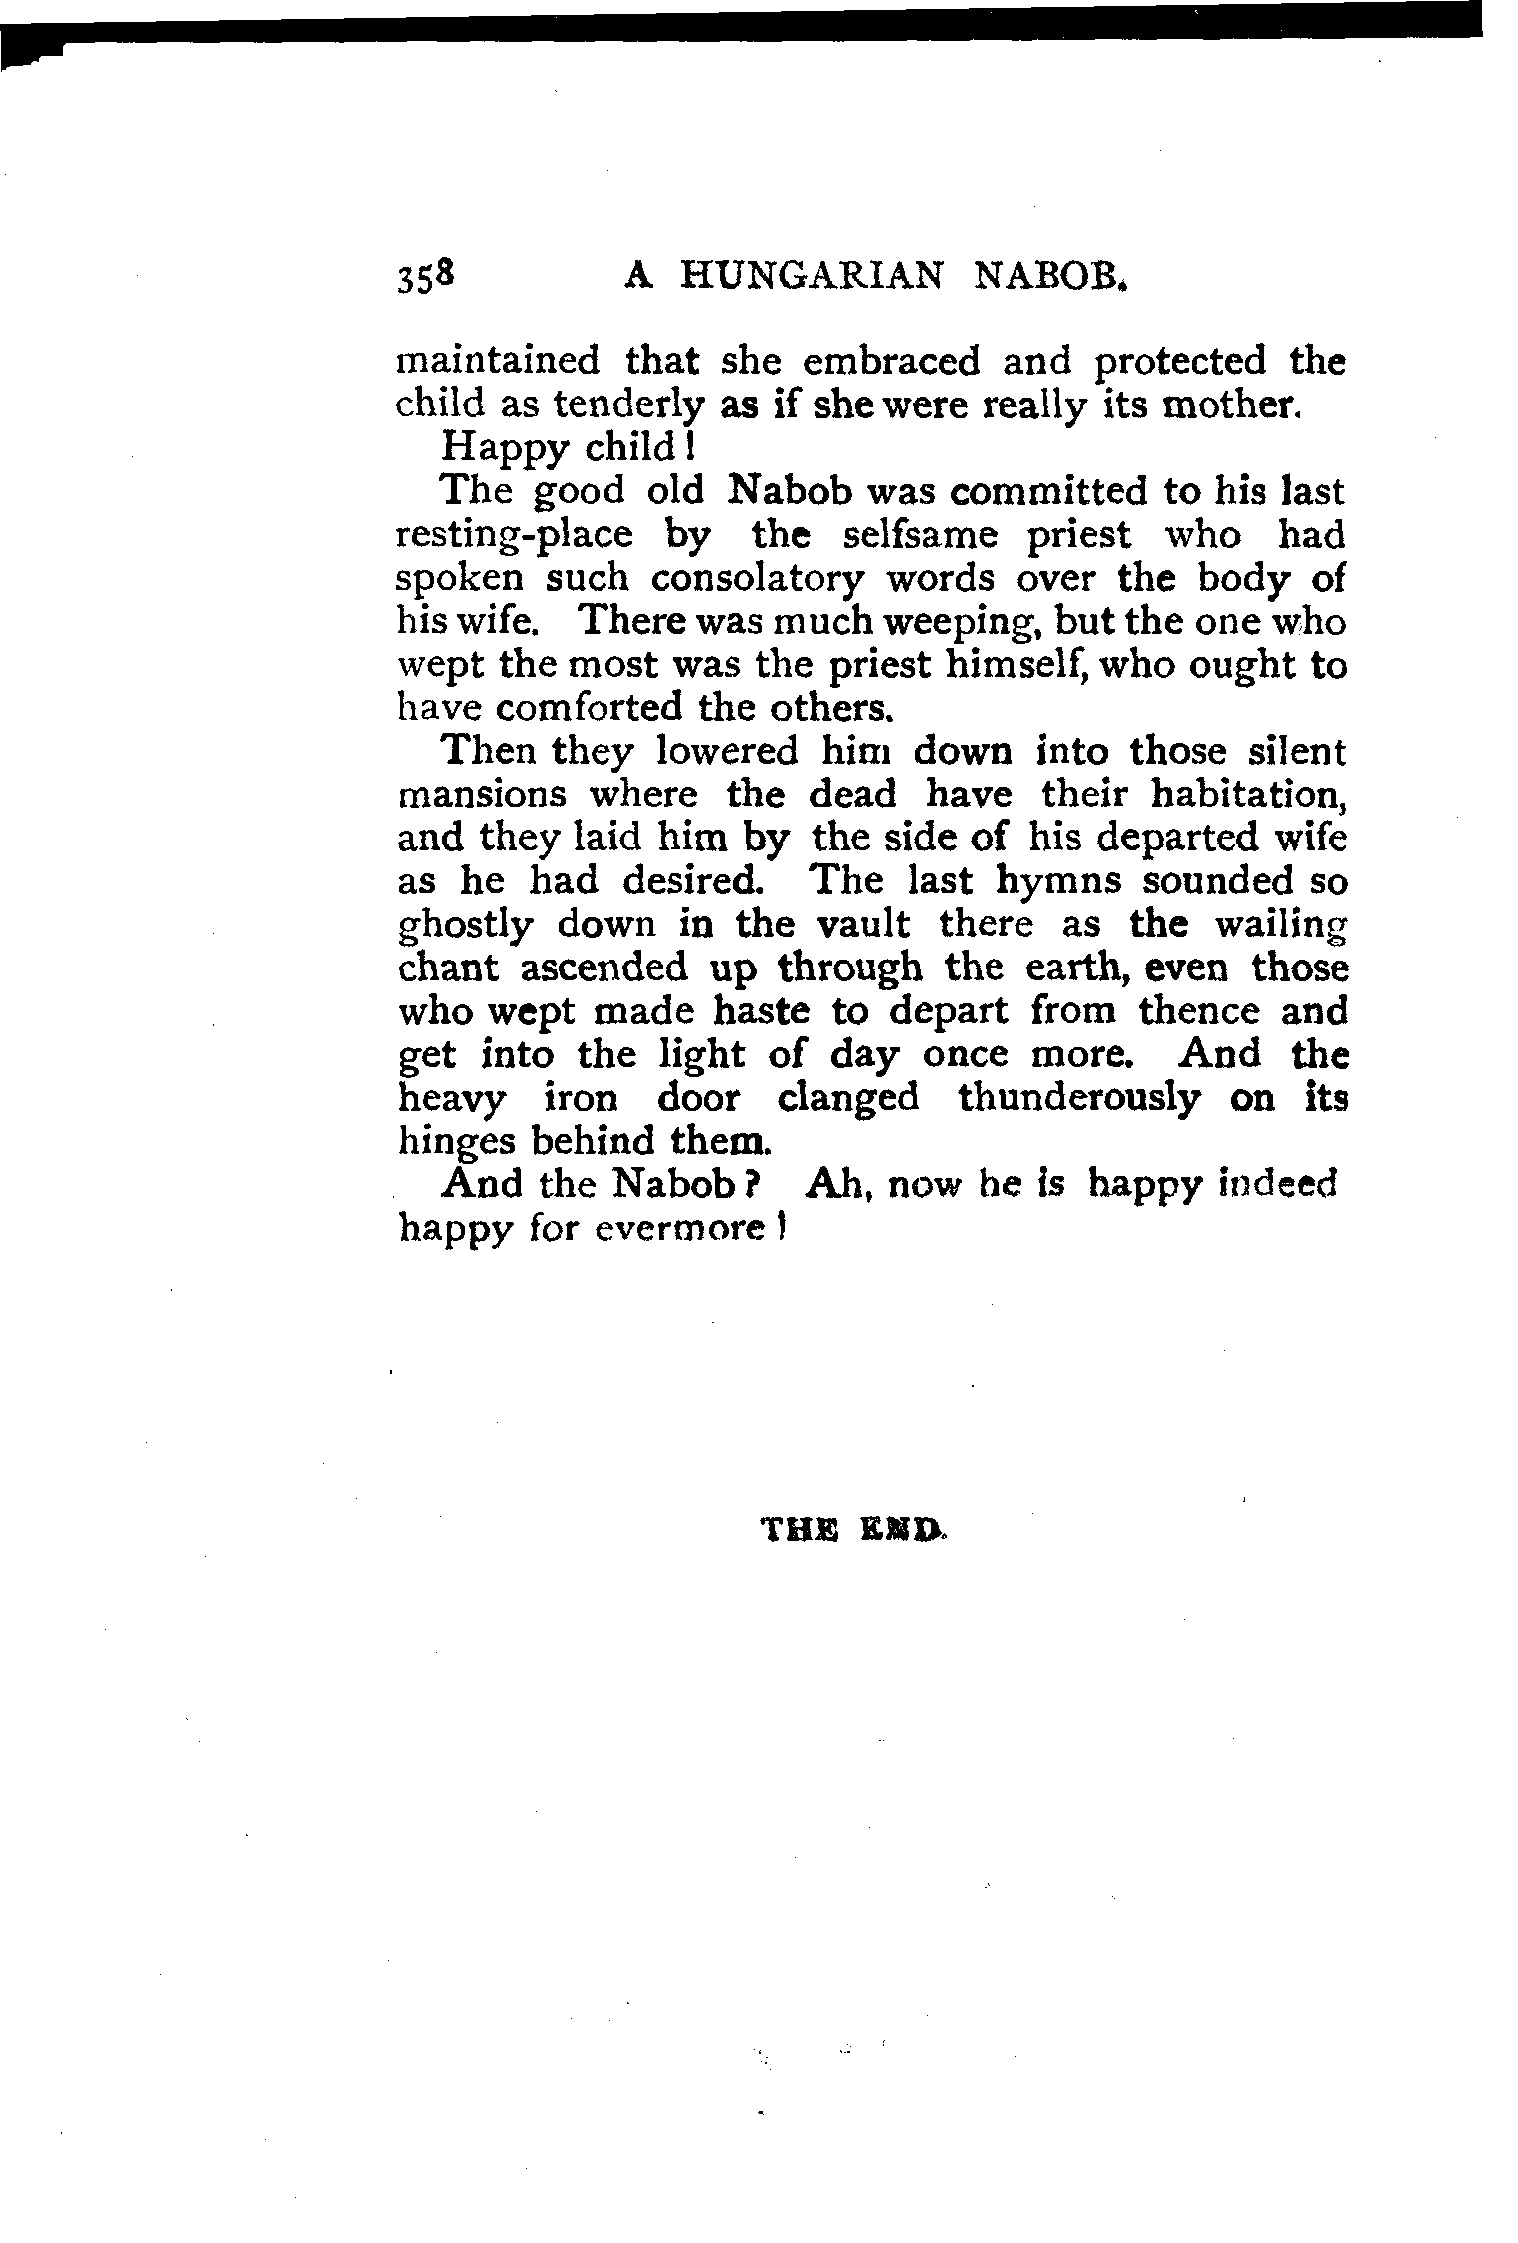 358 A HUNGARIAN NABOB.
maintained that she embraced and protected the
child as tenderly as if she were really its mother.
Happy child!
The good old Nabob was committed to his last
resting-place by the selfsame priest who had
spoken such consolatory words over the body of
his wife. There was much weeping, but the one who
wept the most was the priest himself, who ought to
have comforted the others.
Then they lowered him down into those silent
mansions where the dead have their habitation,
and they laid him by the side of his departed wife
as he had desired. The last hymns sounded so
ghostly down in the vault there as the wailing
chant ascended up through the earth, even those
who wept made haste to depart from thence and
get into the light of day once more. And the
heavy iron door clanged thunderously on its
hinges behind them.
And the Nabob? Ah, now he is happy indeed
happy for evermore!
THE END.